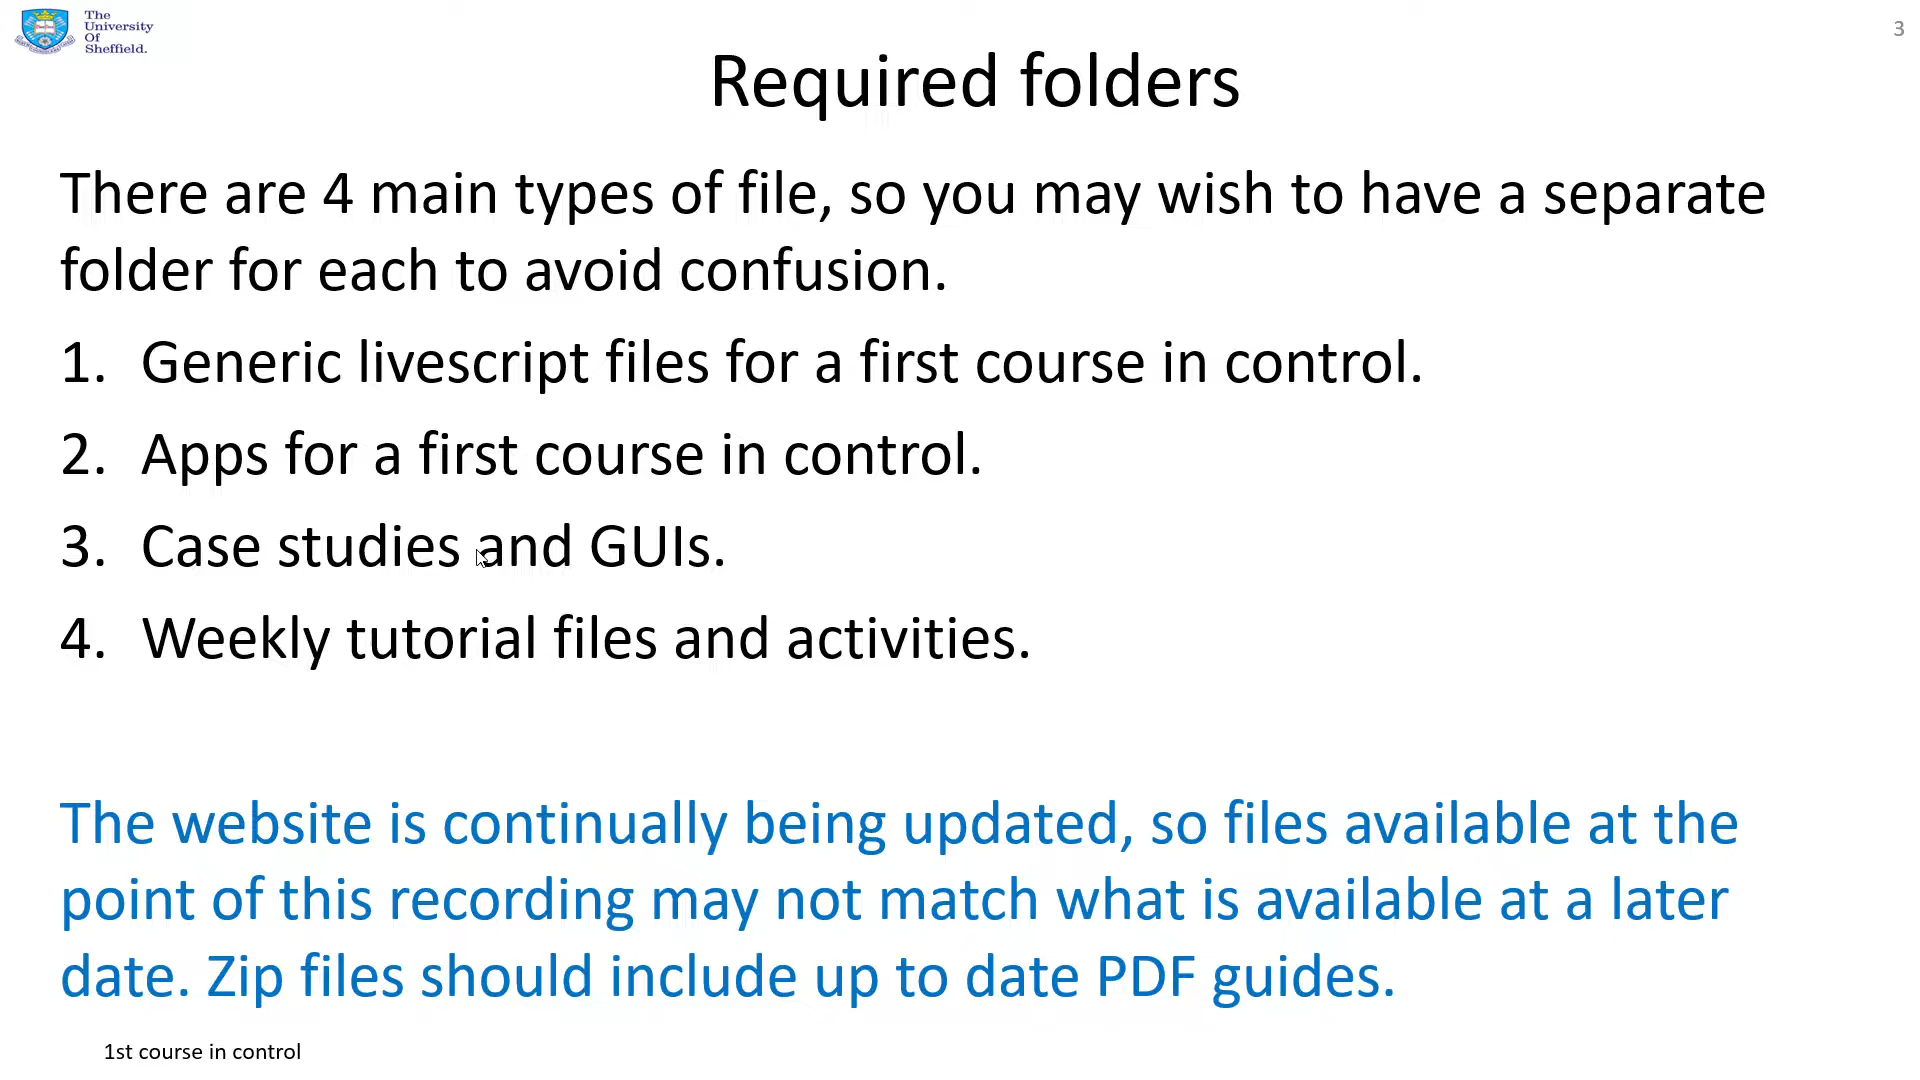 The
University
Of
Sheffield.
3
Required folders
There are 4 main types of file, so you may wish to have a separate
folder for each to avoid confusion.
1. Generic livescript files for a first course in control.
2. Apps for a first course in control.
3. Case studies and GUIs.
4. Weekly tutorial files and activities.
The website is continually being updated, so files available at the
point of this recording may not match what is available at a later
date. Zip files should include up to date PDF guides.
1st course in control